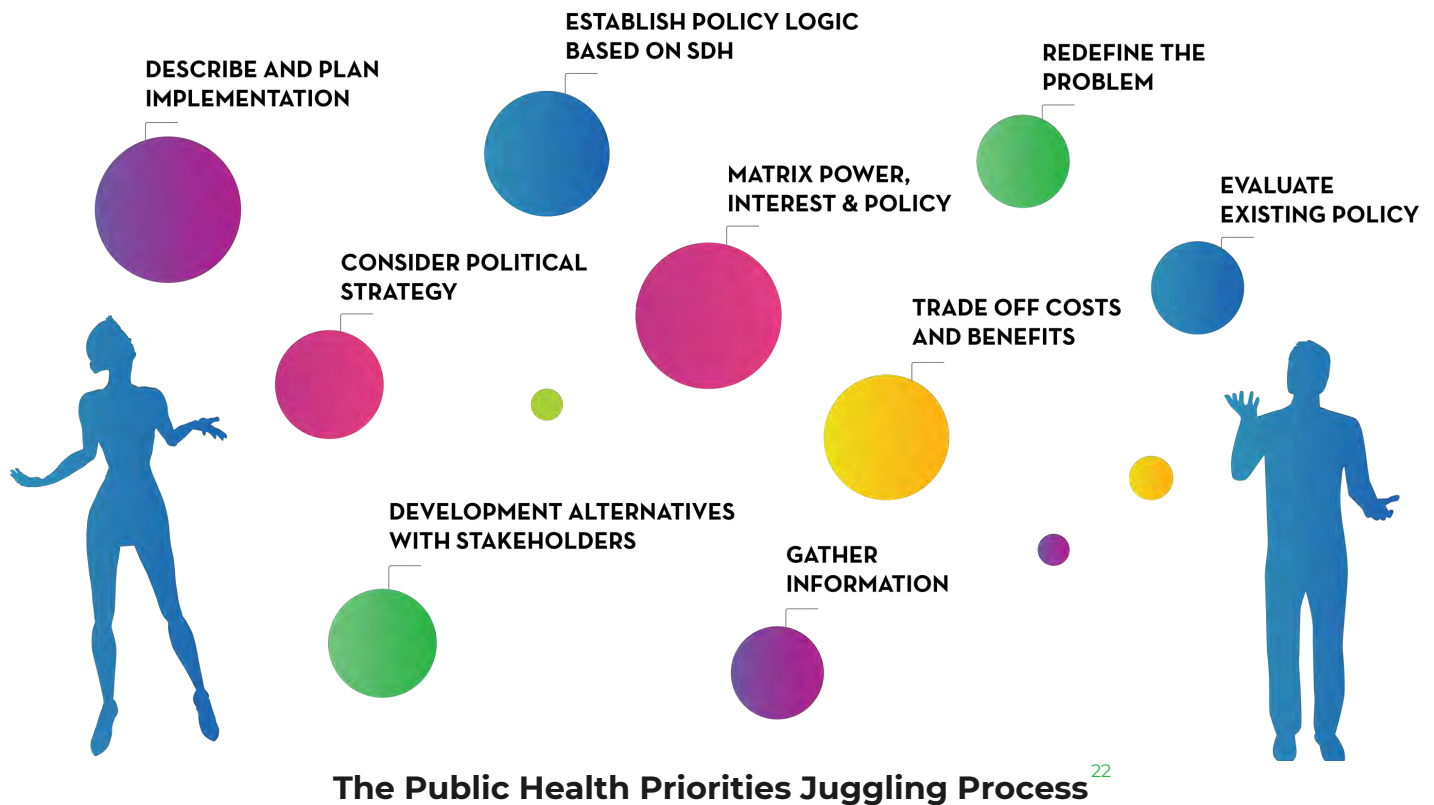 ESTABLISH POLICY LOGIC
BASED ON SDH
REDEFINE THE
PROBLEM
DESCRIBE AND PLAN
IMPLEMENTATION
MATRIX POWER,
INTEREST & POLICY
EVALUATE
EXISTING POLICY
CONSIDER POLITICAL
STRATEGY
TRADE OFF COSTS
AND BENEFITS
DEVELOPMENT ALTERNATIVES
WITH STAKEHOLDERS
GATHER
INFORMATION
The Public Health Priorities Juggling Process 22